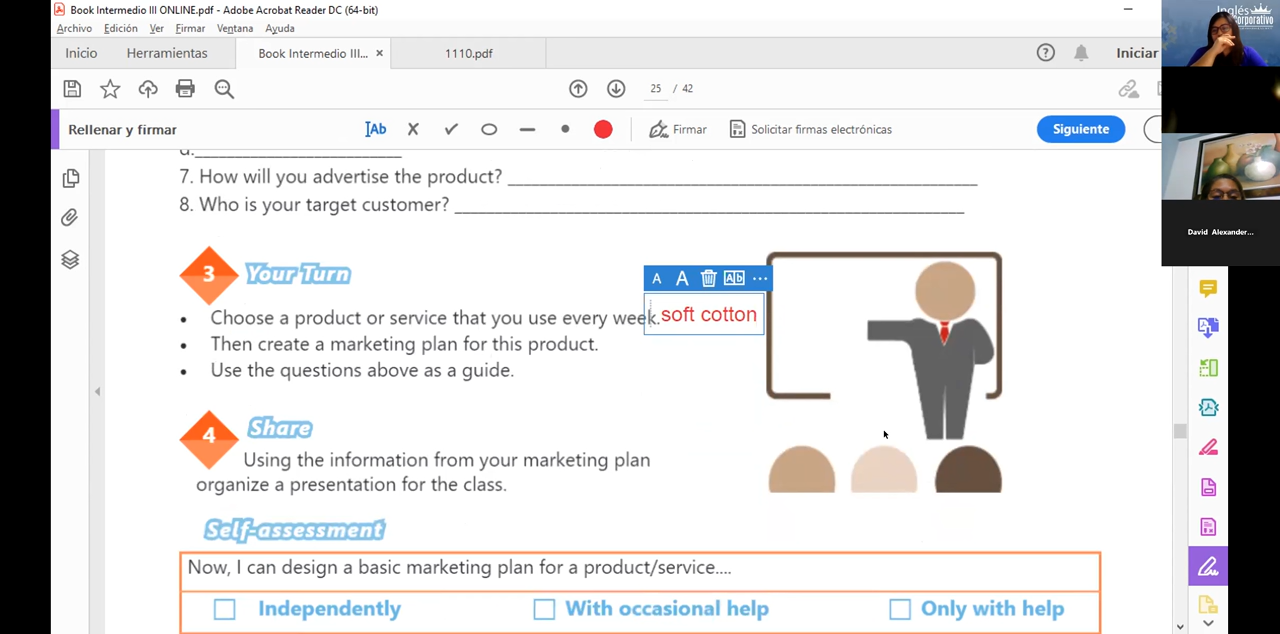 Book Intermedio III ONLINE.pdf - Adobe Acrobat Reader DC (64-bit)
Archivo Edición Ver Firmar Ventana Ayuda
Inicio Herramientas Book Intermedio III... × 1110.pdf Iniciar
25 / 42
Rellenar y firmar IAb Firmar Solicitar firmas electrónicas Siguiente
Inglés
Corporativo
David Alexander...
d.
7. How will you advertise the product?
8. Who is your target customer?
3 Your Turn
A A Ab ...
• Choose a product or service that you use every week. soft cotton
• Then create a marketing plan for this product.
• Use the questions above as a guide.
4 Share
Using the information from your marketing plan
organize a presentation for the class.
Self-assessment
Now, I can design a basic marketing plan for a product/service....
Independently With occasional help Only with help